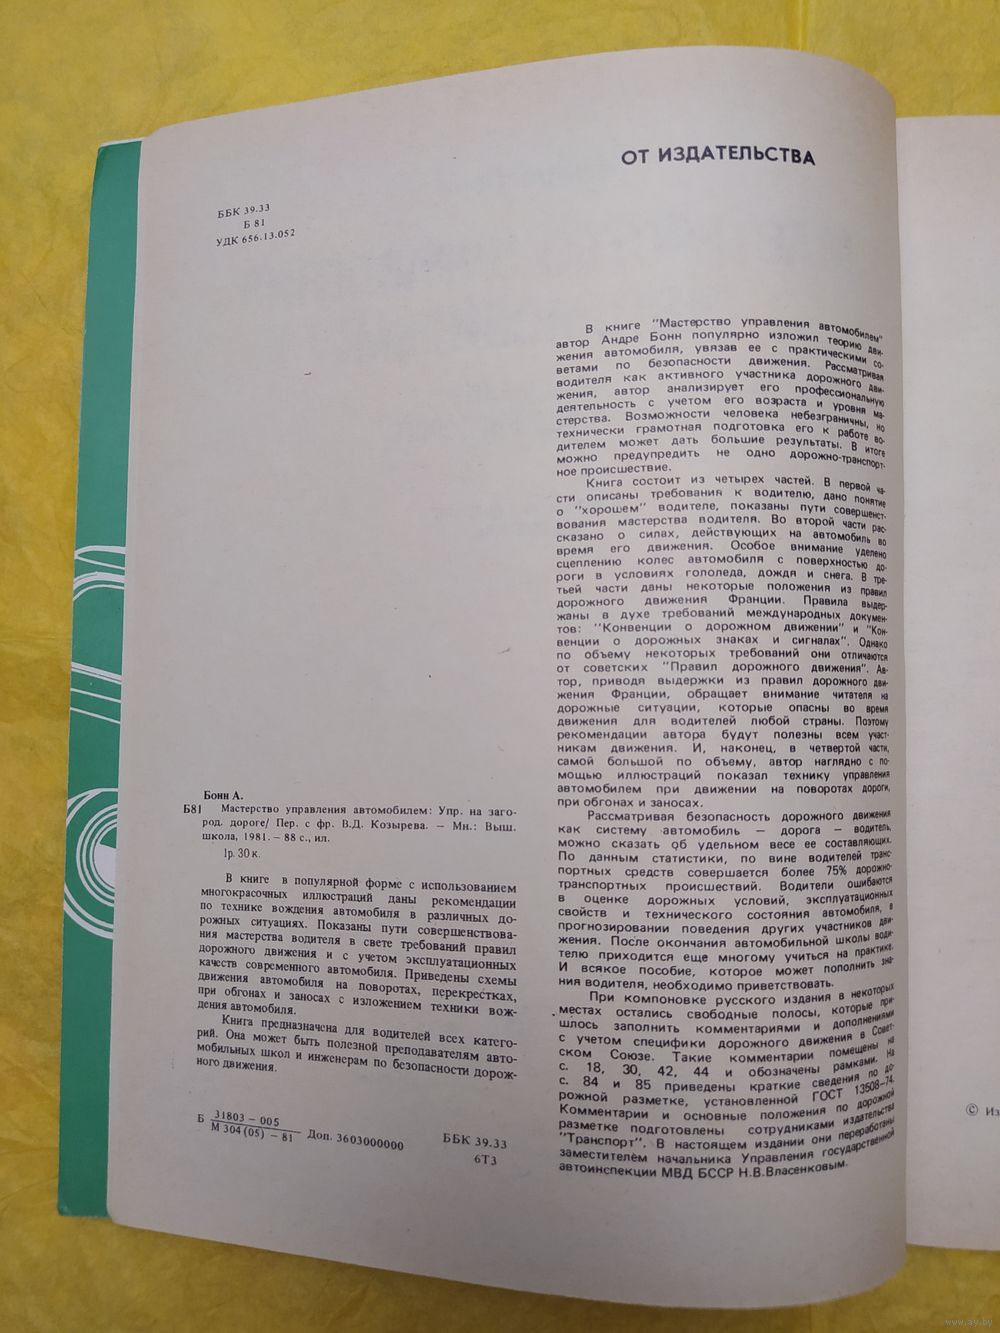 ББК 39.33
Б 81
УДК 656.13.052
Бонн А.
Б81 Мастерство управления автомобилем: Упр. на заго-
род. дороге/ Пер. с фр. В.Д. Козырева. — Мн.: Выш.
школа, 1981. – 88 с., ил.
1р. 30 к.
В книге в популярной форме с использованием
многокрасочных иллюстраций даны рекомендации
по технике вождения автомобиля в различных до-
рожных ситуациях. Показаны пути совершенствова-
ния мастерства водителя в свете требований правил
дорожного движения и с учетом эксплуатационных
качеств современного автомобиля. Приведены схемы
движения автомобиля на поворотах, перекрестках,
при обгонах и заносах с изложением техники вож-
дения автомобиля.
Книга предназначена для водителей всех катего-
рий. Она может быть полезной преподавателям авто-
мобильных школ и инженерам по безопасности дорож-
ного движения.
Б 31803 – 005
М 304 (05) – 81 Доп. 3603000000
ББК 39.33
6Т3
ОТ ИЗДАТЕЛЬСТВА
В книге "Мастерство управления автомобилем"
автор Андре Бонн популярно изложил теорию дви-
жения автомобиля, увязав ее с практическими со-
ветами по безопасности движения. Рассматривая
водителя как активного участника дорожного дви-
жения, автор анализирует его профессиональную
деятельность с учетом его возраста и уровня ма-
стерства. Возможности человека небезграничны, но
технически грамотная подготовка его к работе во-
дителем может дать большие результаты. В итоге
можно предупредить не одно дорожно-транспорт-
ное происшествие.
Книга состоит из четырех частей. В первой ча-
сти описаны требования к водителю, дано понятие
о "хорошем" водителе, показаны пути совершенст-
вования мастерства водителя. Во второй части рас-
сказано о силах, действующих на автомобиль во
время его движения. Особое внимание уделено
сцеплению колес автомобиля с поверхностью до-
роги в условиях гололеда, дождя и снега. В тре-
тьей части даны некоторые положения из правил
дорожного движения Франции. Правила выдер-
жаны в духе требований международных докумен-
тов: "Конвенции о дорожном движении" и "Кон-
венции о дорожных знаках и сигналах". Однако
по объему некоторых требований они отличаются
от советских "Правил дорожного движения". Ав-
тор, приводя выдержки из правил дорожного дви-
жения Франции, обращает внимание читателя на
дорожные ситуации, которые опасны во время
движения для водителей любой страны. Поэтому
рекомендации автора будут полезны всем участ-
никам движения. И, наконец, в четвертой части,
самой большой по объему, автор наглядно с по-
мощью иллюстраций показал технику управления
автомобилем при движении на поворотах дороги,
при обгонах и заносах.
Рассматривая безопасность дорожного движения
как систему автомобиль — дорога — водитель,
можно сказать об удельном весе ее составляющих.
По данным статистики, по вине водителей транс-
портных средств совершается более 75% дорожно-
транспортных происшествий. Водители ошибаются
в оценке дорожных условий, эксплуатационных
свойств и технического состояния автомобиля, в
прогнозировании поведения других участников дви-
жения. После окончания автомобильной школы води-
телю приходится еще многому учиться на практике.
И всякое пособие, которое может пополнить зна-
ния водителя, необходимо приветствовать.
При компоновке русского издания в некоторых
местах остались свободные полосы, которые при-
шлось заполнить комментариями и дополнениями
с учетом специфики дорожного движения в Совет-
ском Союзе. Такие комментарии помещены на
с. 18, 30, 42, 44 и обозначены рамками. На
с. 84 и 85 приведены краткие сведения по до-
рожной разметке, установленной ГОСТ 13508–74.
Комментарии и основные положения по дорожной
разметке подготовлены сотрудниками издательства
"Транспорт". В настоящем издании они переработаны
заместителем начальника Управления государственной
автоинспекции МВД БССР Н.В.Власенковым.
© Из
www.ay.by